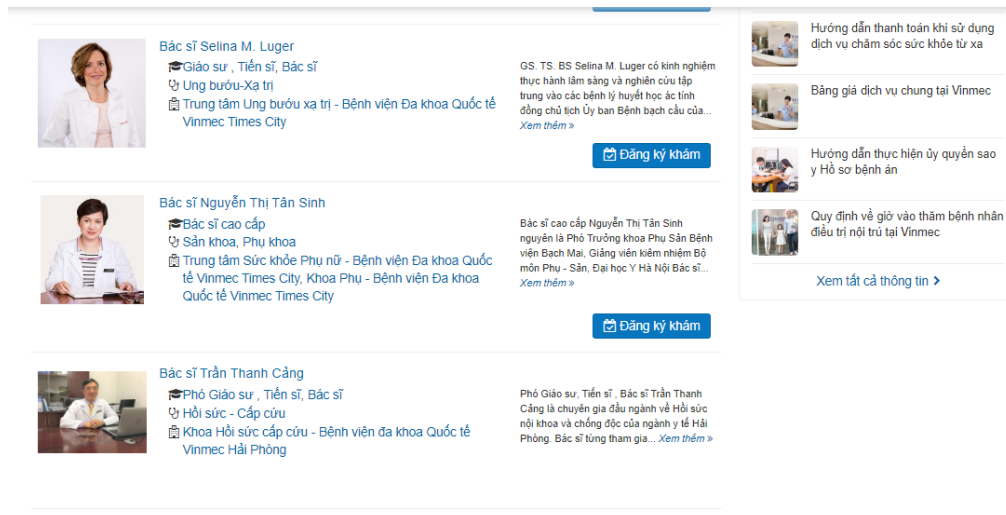 Bác sĩ Selina M. Luger
Giáo sư , Tiến sĩ, Bác sĩ
Ung bướu-Xạ trị
Trung tâm Ung bướu xạ trị - Bệnh viện Đa khoa Quốc tế
Vinmec Times City
GS. TS. BS Selina M. Luger có kinh nghiệm
thực hành lâm sàng và nghiên cứu tập
trung vào các bệnh lý huyết học ác tính
đồng chủ tịch Ủy ban Bệnh bạch cầu của...
Xem thêm »
Đăng ký khám
Bác sĩ Nguyễn Thị Tân Sinh
Bác sĩ cao cấp
Sản khoa, Phụ khoa
Trung tâm Sức khỏe Phụ nữ - Bệnh viện Đa khoa Quốc
tế Vinmec Times City, Khoa Phụ - Bệnh viện Đa khoa
Quốc tế Vinmec Times City
Bác sĩ cao cấp Nguyễn Thị Tân Sinh
nguyên là Phó Trưởng khoa Phụ Sản Bệnh
viện Bạch Mai, Giảng viên kiêm nhiệm Bộ
môn Phụ - Sản, Đại học Y Hà Nội Bác sĩ...
Xem thêm »
Đăng ký khám
Bác sĩ Trần Thanh Cảng
Phó Giáo sư , Tiến sĩ, Bác sĩ
Hồi sức - Cấp cứu
Khoa Hồi sức cấp cứu - Bệnh viện đa khoa Quốc tế
Vinmec Hải Phòng
Phó Giáo sư, Tiến sĩ , Bác sĩ Trần Thanh
Cảng là chuyên gia đầu ngành về Hồi sức
nội khoa và chống độc của ngành y tế Hải
Phòng. Bác sĩ từng tham gia... Xem thêm »
Hướng dẫn thanh toán khi sử dụng
dịch vụ chăm sóc sức khỏe từ xa
Bảng giá dịch vụ chung tại Vinmec
Hướng dẫn thực hiện ủy quyền sao
y Hồ sơ bệnh án
Quy định về giờ vào thăm bệnh nhân
điều trị nội trú tại Vinmec
Xem tất cả thông tin